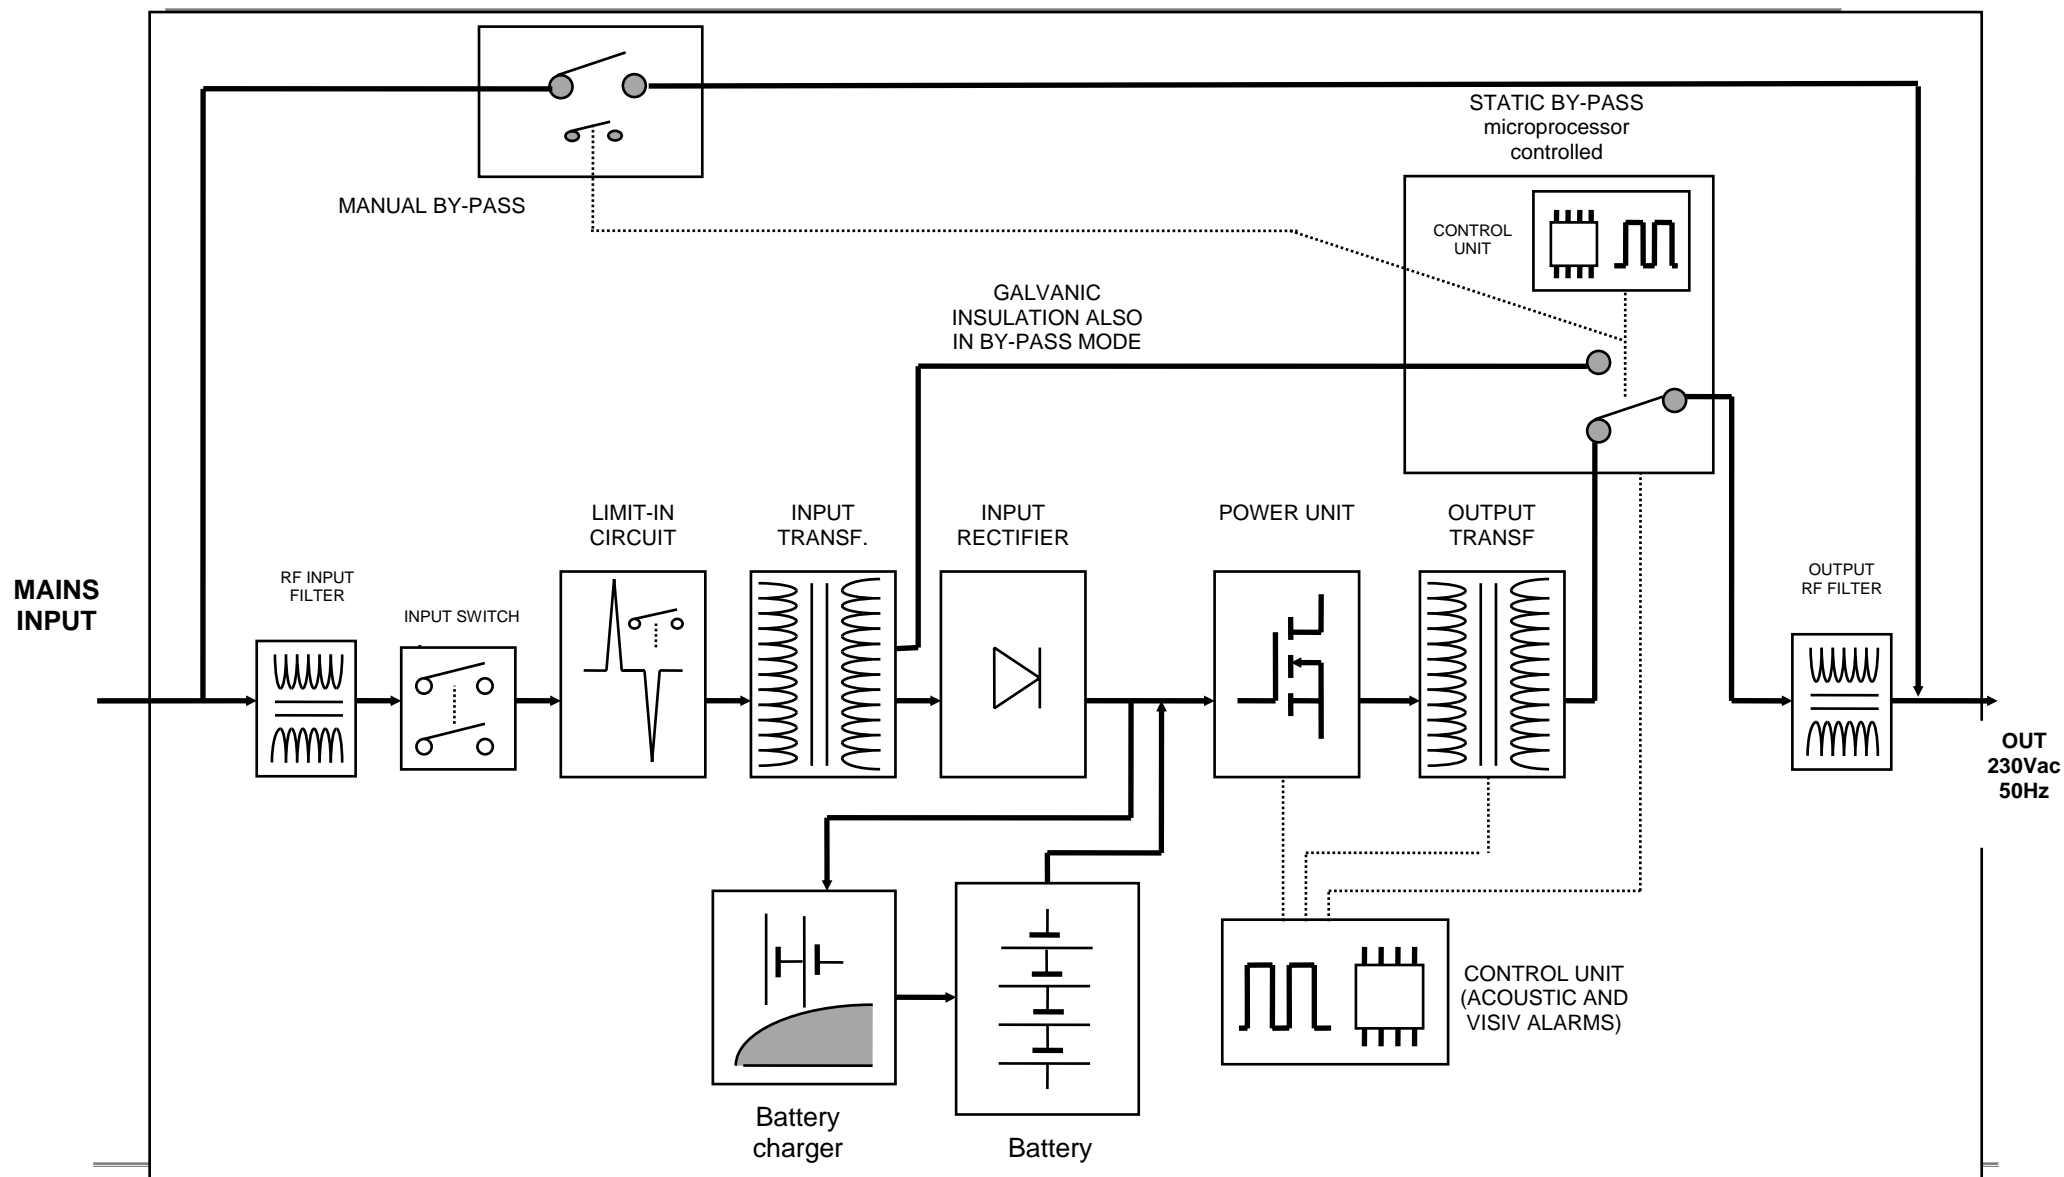 STATIC BY-PASS
microprocessor
controlled
MANUAL BY-PASS
CONTROL
UNIT
GALVANIC
INSULATION ALSO
IN BY-PASS MODE
LIMIT-IN
CIRCUIT
INPUT
TRANSF.
INPUT
RECTIFIER
POWER UNIT
OUTPUT
TRANSF
MAINS
INPUT
RF INPUT
FILTER
INPUT SWITCH
OUTPUT
RF FILTER
OUT
230Vac
50Hz
CONTROL UNIT
(ACOUSTIC AND
VISIV ALARMS)
Battery
charger
Battery